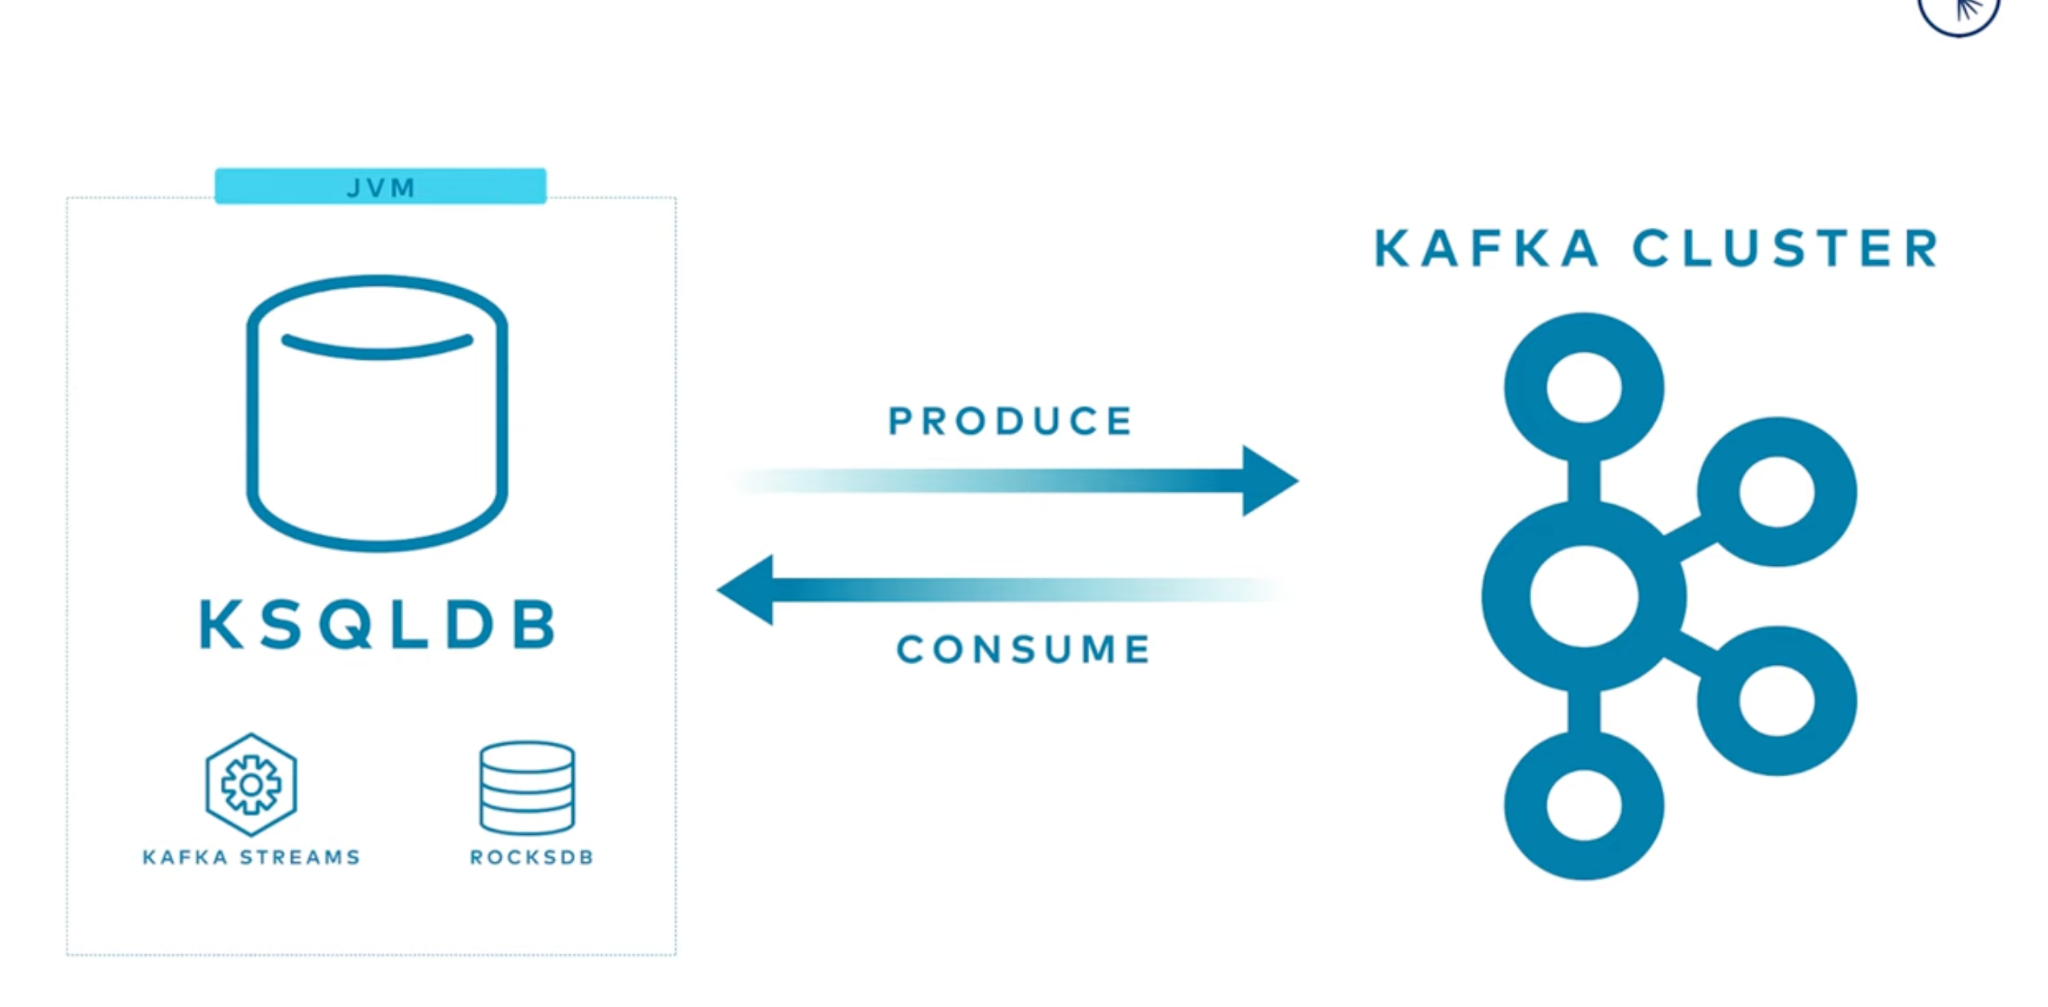 JVM
KSQLDB
KAFKA STREAMS
ROCKSDB
PRODUCE
CONSUME
KAFKA CLUSTER